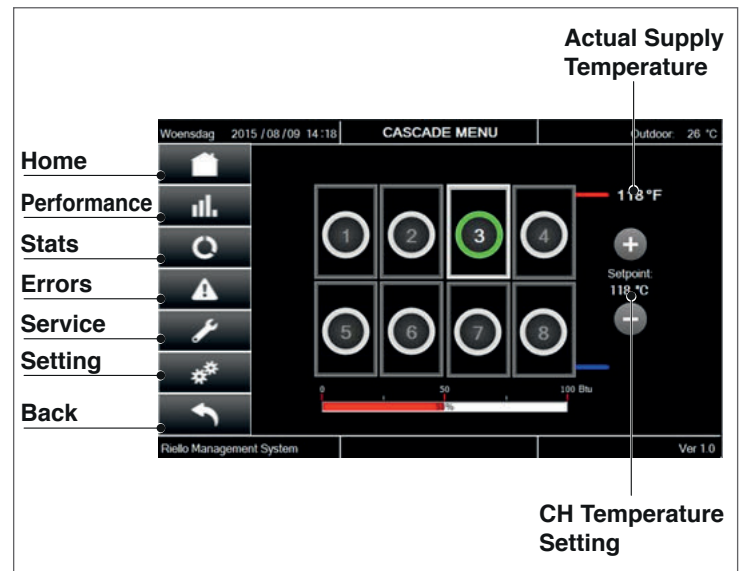 Actual Supply
Temperature
Woensdag 2015 / 08 / 09 14:18 CASCADE MENU Outdoor: 26 °C
Home
Performance
Stats
Errors
Service
Setting
Back
118 °F
1 2 3 4
Setpoint:
118 °C
5 6 7 8
0 50 100 Btu
Riello Management System Ver 1.0
CH Temperature
Setting